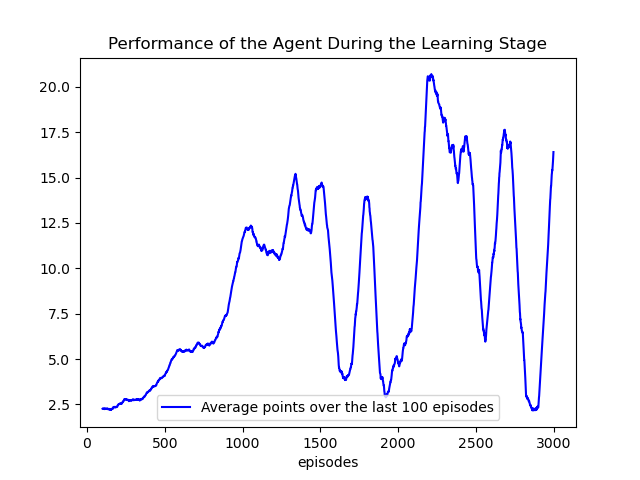 Performance of the Agent During the Learning Stage
20.0
17.5
15.0
12.5
10.0
7.5
5.0
2.5
Average points over the last 100 episodes
0 500 1000 1500 2000 2500 3000
episodes